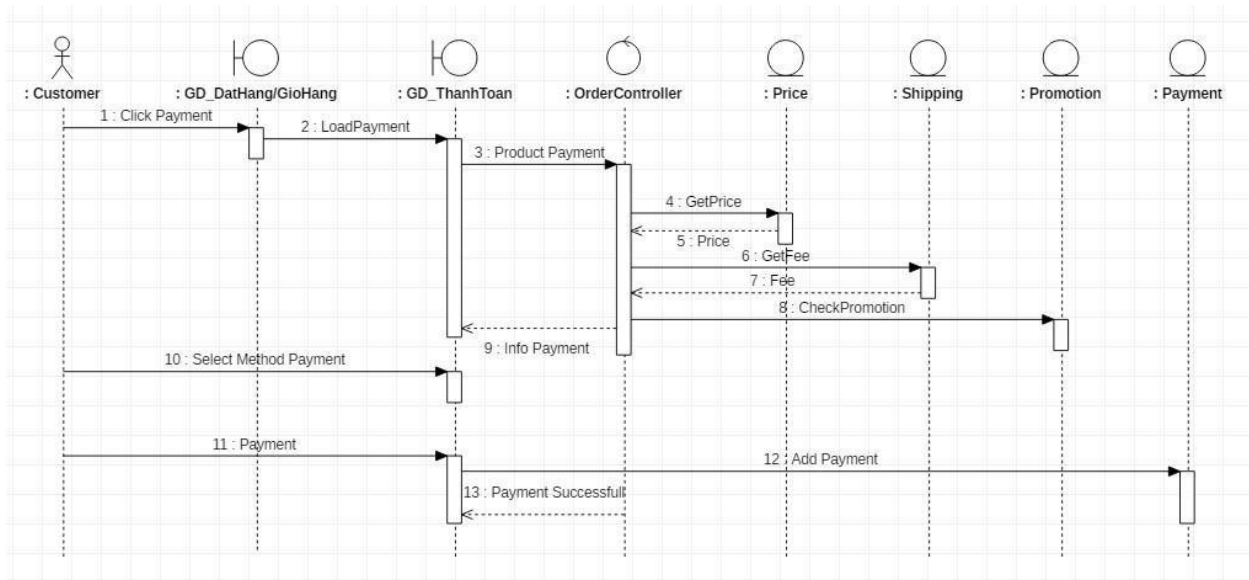 : Customer
: GD_DatHang/GioHang
: GD_ThanhToan
: OrderController
: Price
: Shipping
: Promotion
: Payment
1 : Click Payment
2 : LoadPayment
3 : Product Payment
4 : GetPrice
5 : Price
6 : GetFee
7 : Fee
8 : CheckPromotion
9 : Info Payment
10 : Select Method Payment
11 : Payment
12 : Add Payment
13 : Payment Successfull